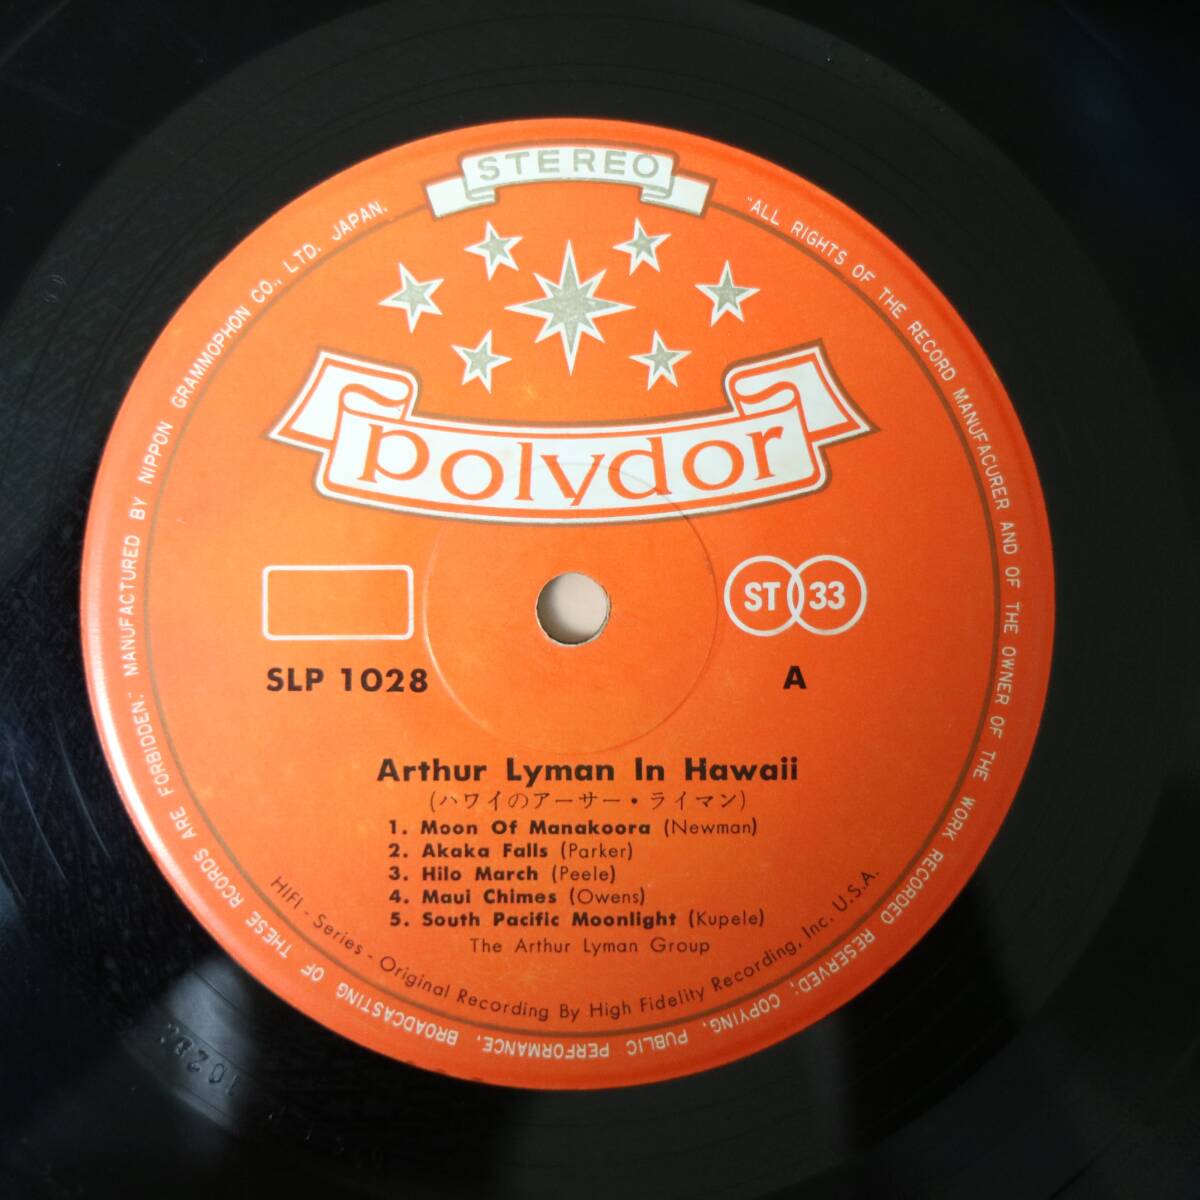 STEREO
polydor
ST 33
SLP 1028
A
Arthur Lyman In Hawaii
(ハワイのアーサー・ライマン)
1. Moon Of Manakoora (Newman)
2. Akaka Falls (Parker)
3. Hilo March (Peele)
4. Maui Chimes (Owens)
5. South Pacific Moonlight (Kupele)
The Arthur Lyman Group
HIFI - Series - Original Recording By High Fidelity Recording, Inc. U.S.A.
"ALL RIGHTS OF THE RECORD MANUFACURER AND OF THE OWNER OF THE WORK RECORDED RESERVED; COPYING, PUBLIC PERFORMANCE, BROADCASTING OF THESE RCORDS ARE FORBIDDEN." MANUFACTURED BY NIPPON GRAMMOPHON CO., LTD. JAPAN.